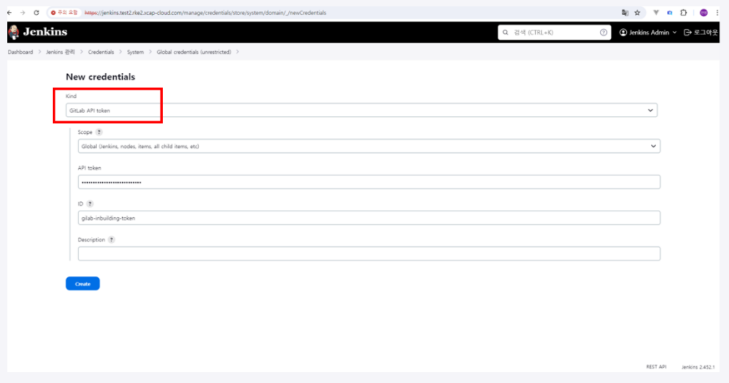 주의 요함 https://jenkins.test2.rke2.xcap-cloud.com/manage/credentials/store/system/domain/_/newCredentials
Jenkins
검색 (CTRL+K)
Jenkins Admin
로그아웃
Dashboard > Jenkins 관리 > Credentials > System > Global credentials (unrestricted) >
New credentials
Kind
GitLab API token
Scope ?
Global (Jenkins, nodes, items, all child items, etc)
API token
ID ?
gilab-inbuilding-token
Description ?
Create
REST API
Jenkins 2.452.1